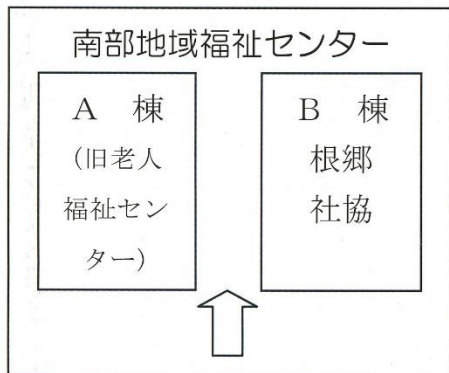 南部地域福祉センター
A　棟
(旧老人
福祉セン
ター)
B　棟
根郷
社協